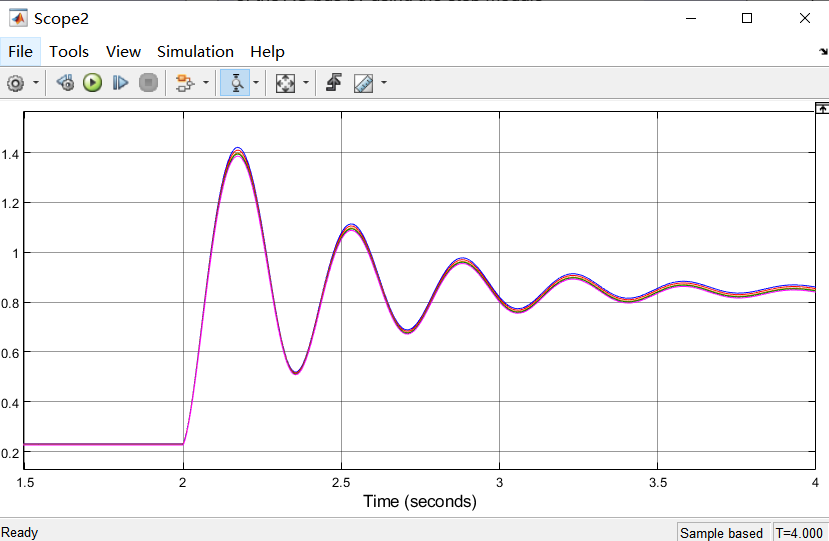 Scope2
File Tools View Simulation Help
1.4
1.2
1
0.8
0.6
0.4
0.2
1.5 2 2.5 3 3.5 4
Time (seconds)
Ready Sample based T=4.000